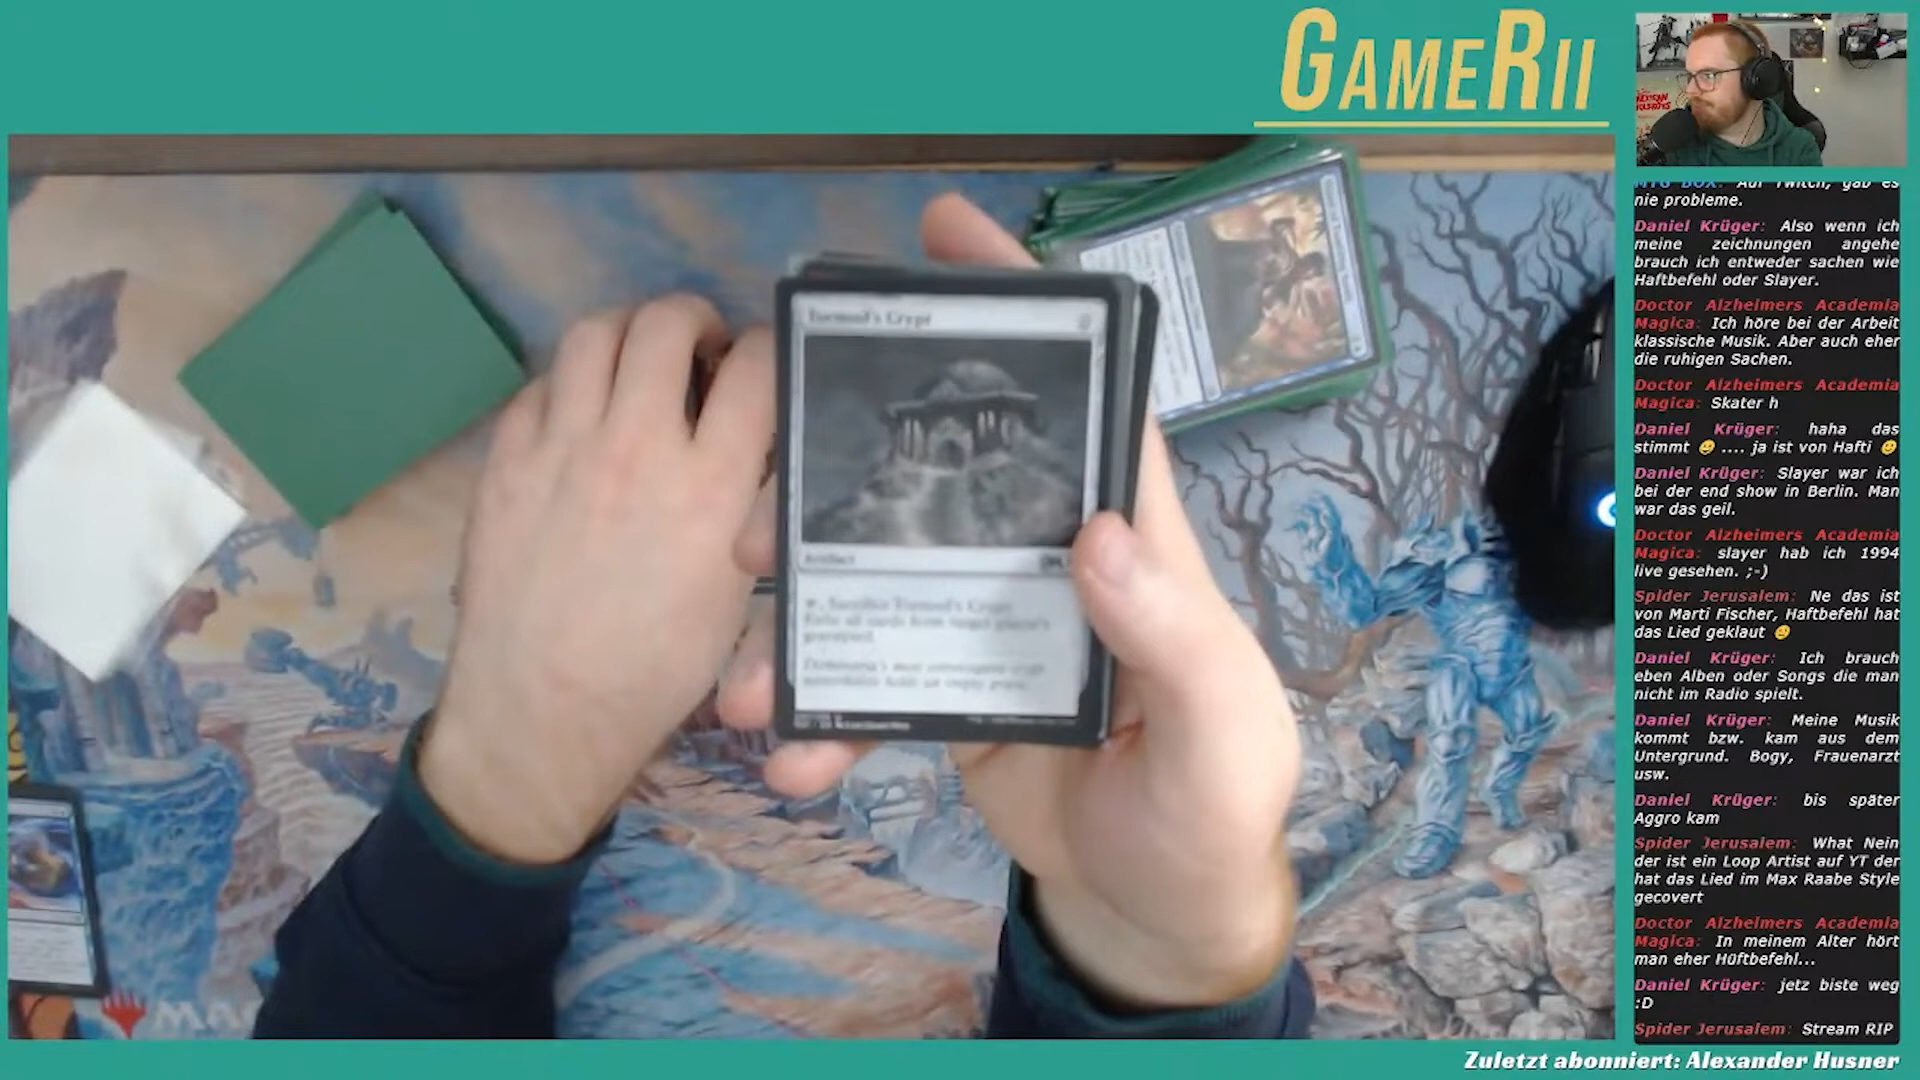 GAMERII
Tormod's Crypt
Artifact
MTG BOX: Auf Twitch, gab es
nie probleme.
Daniel Krüger: Also wenn ich
meine zeichnungen angehe
brauch ich entweder sachen wie
Haftbefehl oder Slayer.
Doctor Alzheimers Academia
Magica: Ich höre bei der Arbeit
klassische Musik. Aber auch eher
die ruhigen Sachen.
Doctor Alzheimers Academia
Magica: Skater h
Daniel Krüger: haha das
stimmt 😄 .... ja ist von Hafti 🙂
Daniel Krüger: Slayer war ich
bei der end show in Berlin. Man
war das geil.
Doctor Alzheimers Academia
Magica: slayer hab ich 1994
live gesehen. ;-)
Spider Jerusalem: Ne das ist
von Marti Fischer, Haftbefehl hat
das Lied geklaut 😉
Daniel Krüger: Ich brauch
eben Alben oder Songs die man
nicht im Radio spielt.
Daniel Krüger: Meine Musik
kommt bzw. kam aus dem
Untergrund. Bogy, Frauenarzt
usw.
Daniel Krüger: bis später
Aggro kam
Spider Jerusalem: What Nein
der ist ein Loop Artist auf YT der
hat das Lied im Max Raabe Style
gecovert
Doctor Alzheimers Academia
Magica: In meinem Alter hört
man eher Hüftbefehl...
Daniel Krüger: jetz biste weg
:D
Spider Jerusalem: Stream RIP
Zuletzt abonniert: Alexander Husner